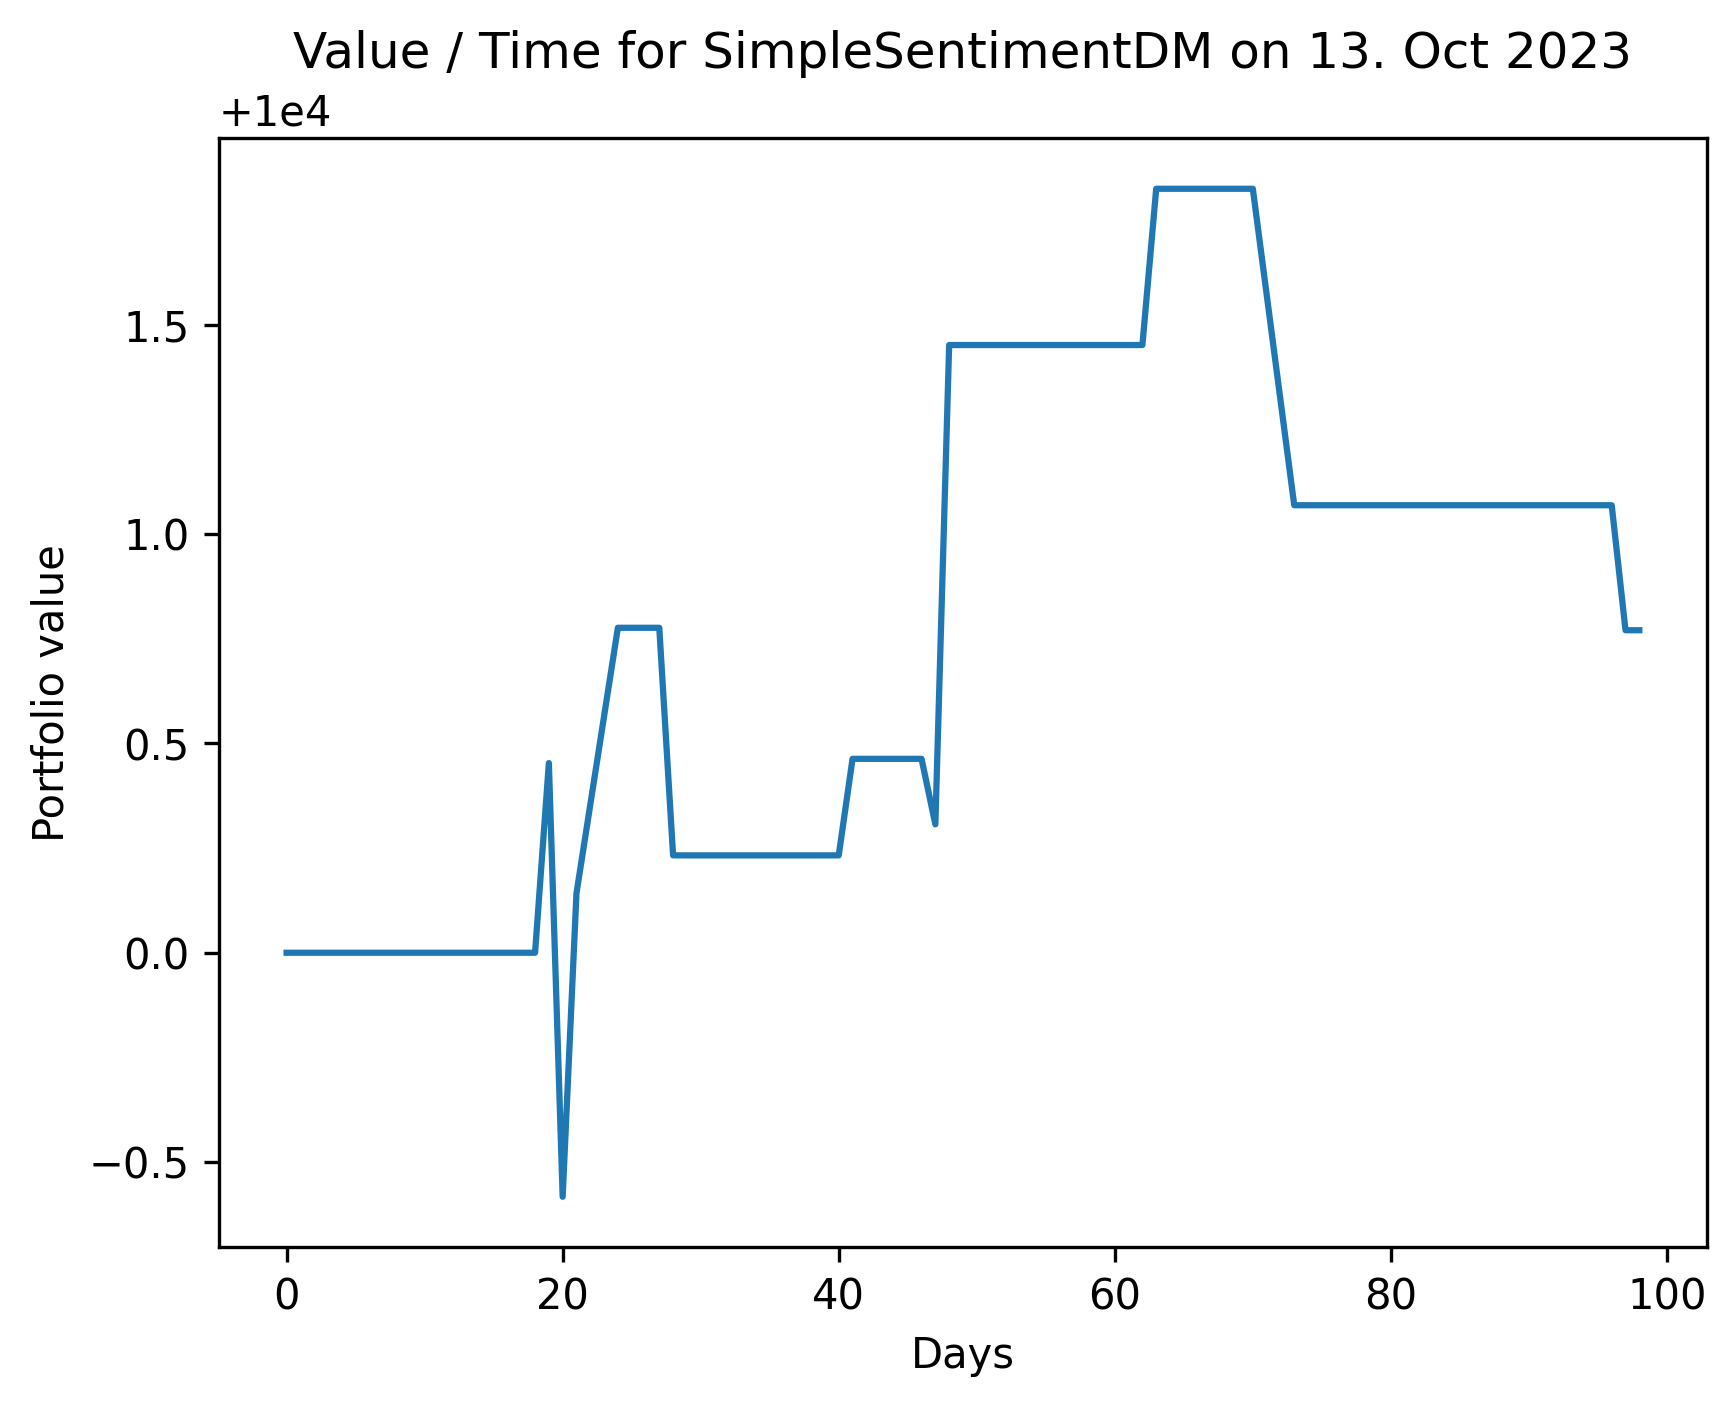 Value / Time for SimpleSentimentDM on 13. Oct 2023
+1e4
1.5
1.0
0.5
0.0
−0.5
Portfolio value
0 20 40 60 80 100
Days